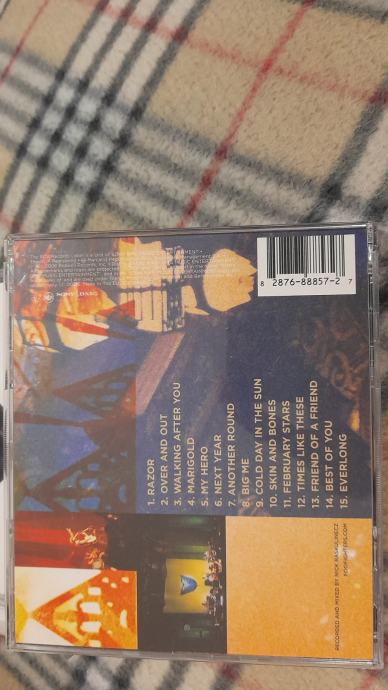 1. RAZOR
2. OVER AND OUT
3. WALKING AFTER YOU
4. MARIGOLD
5. MY HERO
6. NEXT YEAR
7. ANOTHER ROUND
8. BIG ME
9. COLD DAY IN THE SUN
10. SKIN AND BONES
11. FEBRUARY STARS
12. TIMES LIKE THESE
13. FRIEND OF A FRIEND
14. BEST OF YOU
15. EVERLONG
RECORDED AND MIXED BY NICK RASKULINECZ
FOOFIGHTERS.COM
8 2876-88857-2 7
SONY BMG